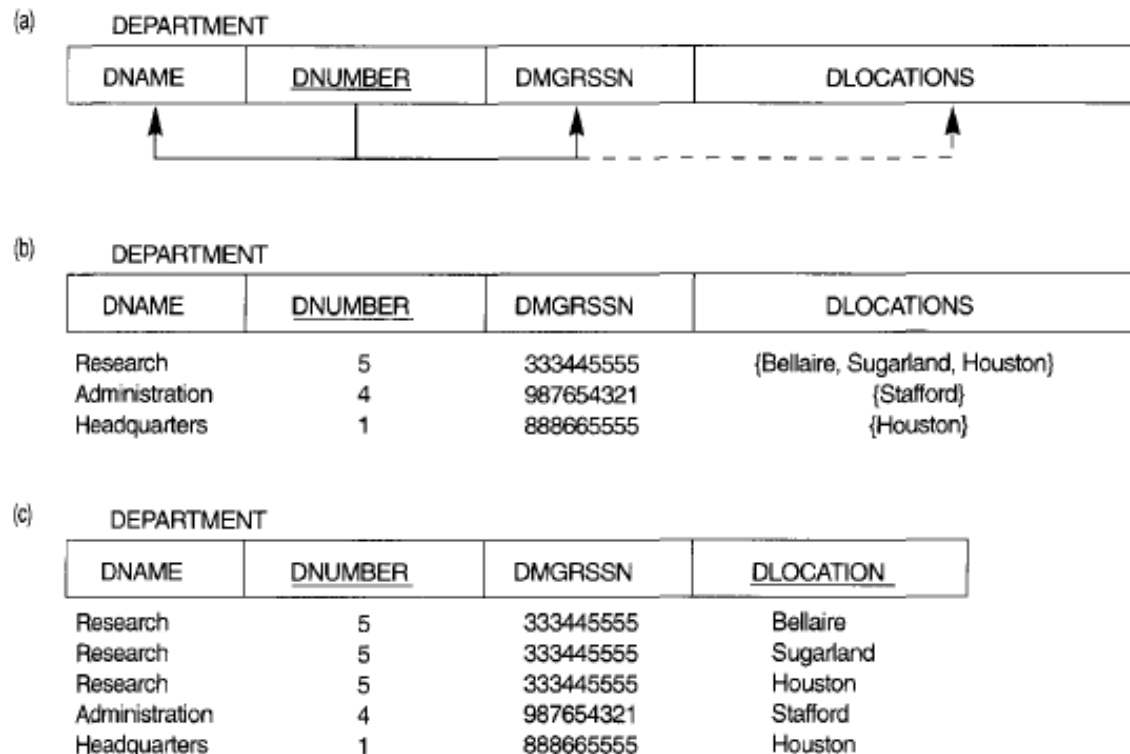 (a) DEPARTMENT
DNAME DNUMBER DMGRSSN DLOCATIONS
(b) DEPARTMENT
DNAME DNUMBER DMGRSSN DLOCATIONS
Research 5 333445555 {Bellaire, Sugarland, Houston}
Administration 4 987654321 {Stafford}
Headquarters 1 888665555 {Houston}
(c) DEPARTMENT
DNAME DNUMBER DMGRSSN DLOCATION
Research 5 333445555 Bellaire
Research 5 333445555 Sugarland
Research 5 333445555 Houston
Administration 4 987654321 Stafford
Headquarters 1 888665555 Houston